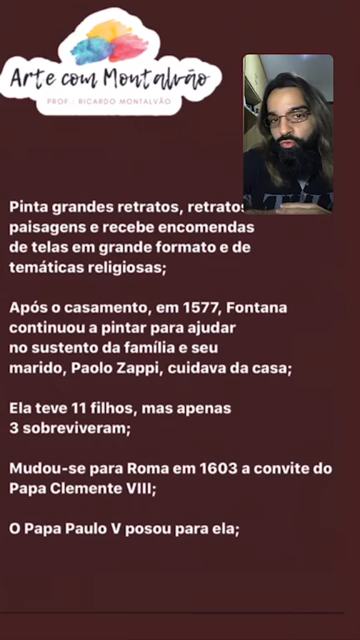 Arte com Montalvão
PROF.: RICARDO MONTALVÃO
Pinta grandes retratos, retratos
paisagens e recebe encomendas
de telas em grande formato e de
temáticas religiosas;
Após o casamento, em 1577, Fontana
continuou a pintar para ajudar
no sustento da família e seu
marido, Paolo Zappi, cuidava da casa;
Ela teve 11 filhos, mas apenas
3 sobreviveram;
Mudou-se para Roma em 1603 a convite do
Papa Clemente VIII;
O Papa Paulo V posou para ela;